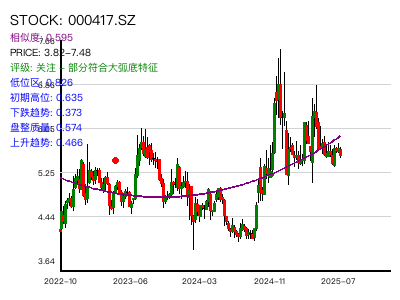 STOCK: 000417.SZ
相似度: 0.595
PRICE: 3.82-7.48
评级: 关注 - 部分符合大弧底特征
低位区: 0.826
初期高位: 0.635
下跌趋势: 0.373
盘整质量: 0.574
上升趋势: 0.466
5.25
4.44
3.64
2022-10
2023-06
2024-03
2024-11
2025-07